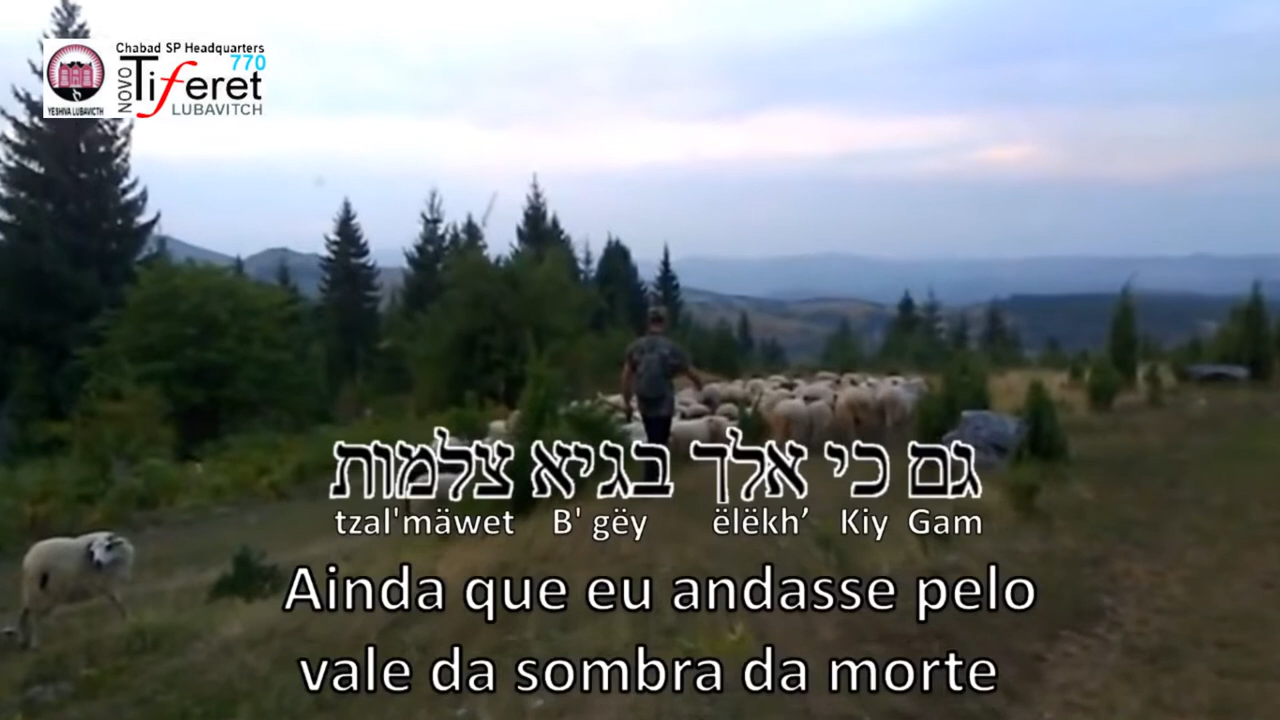 Chabad SP Headquarters
770
NOVO Tiferet
LUBAVITCH
YESHIVA LUBAVICTH
גם כי אלך בגיא צלמות
tzal'mäwet B' gëy ëlëkh’ Kiy Gam
Ainda que eu andasse pelo
vale da sombra da morte